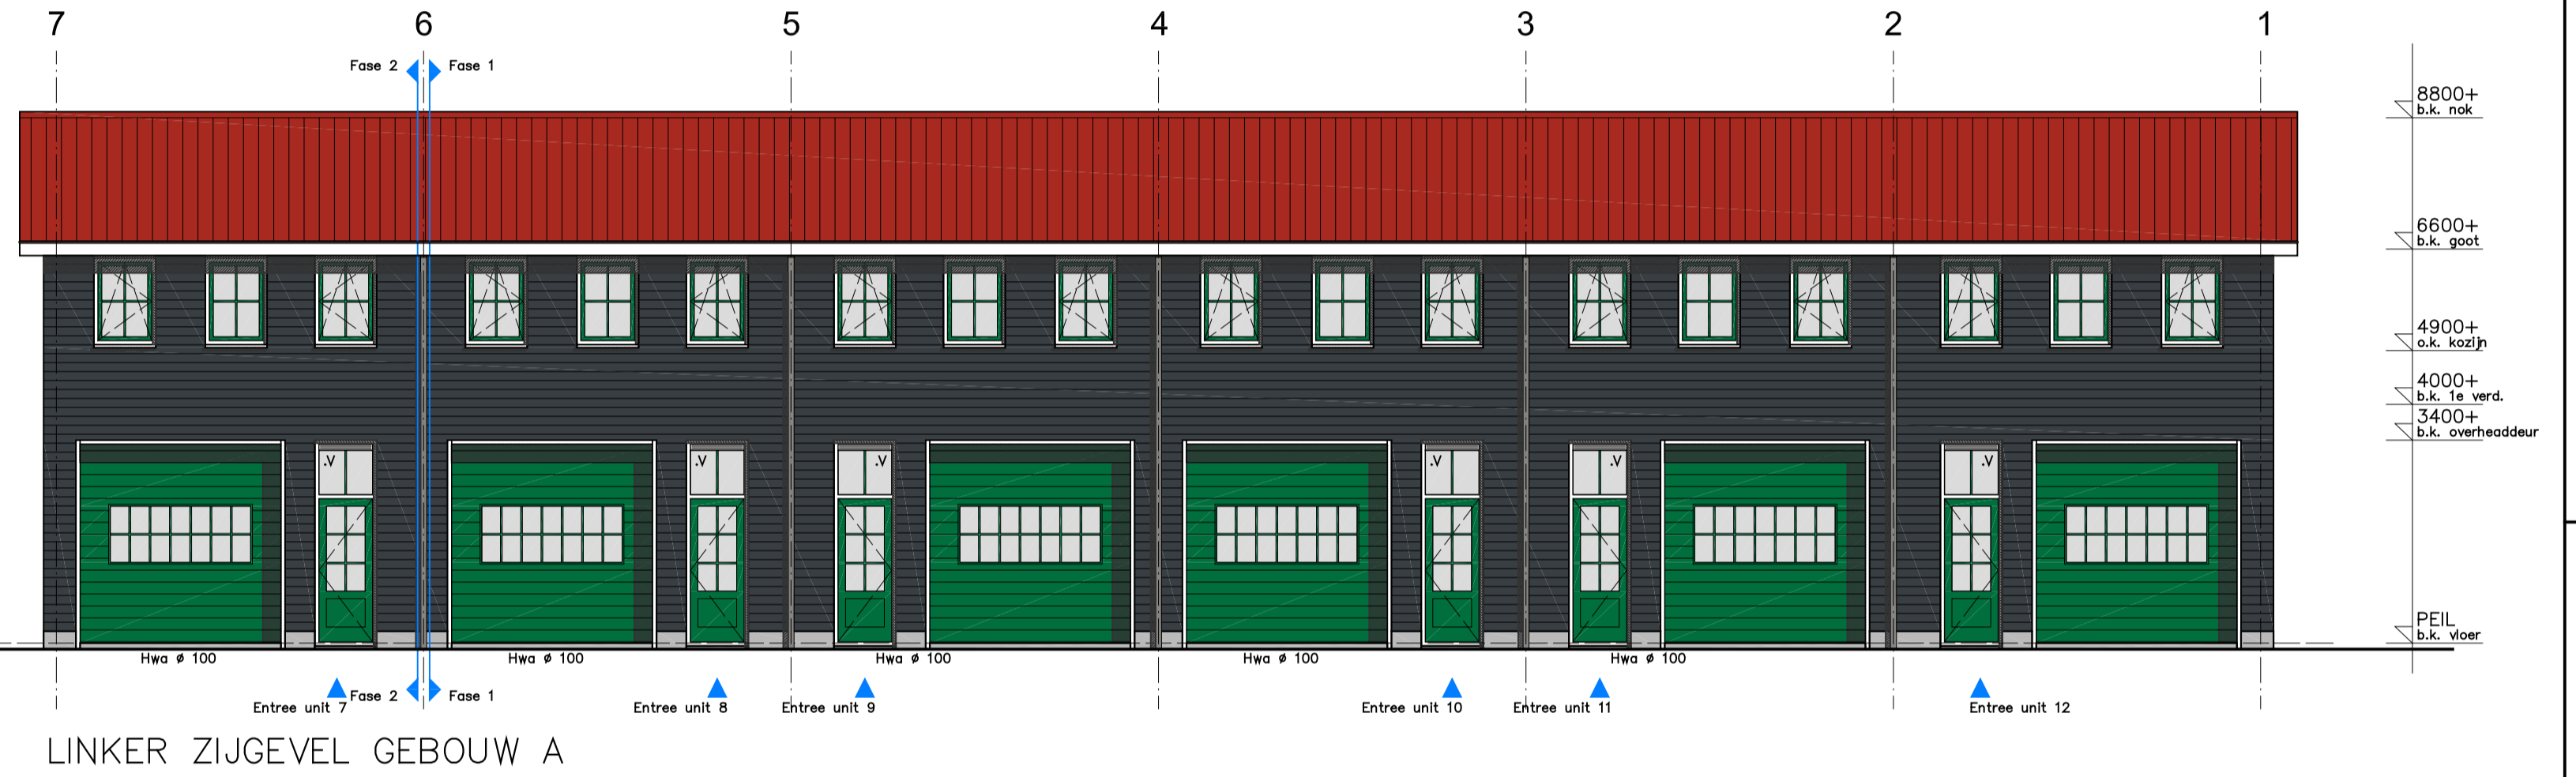 7 6 5 4 3 2 1
Fase 2 Fase 1
8800+
b.k. nok
6600+
b.k. goot
4900+
o.k. kozijn
4000+
b.k. 1e verd.
3400+
b.k. overheaddeur
.V .V .V .V .V .V
PEIL
b.k. vloer
Hwa ø 100 Hwa ø 100 Hwa ø 100 Hwa ø 100 Hwa ø 100
Fase 2 Fase 1
Entree unit 7 Entree unit 8 Entree unit 9 Entree unit 10 Entree unit 11 Entree unit 12
LINKER ZIJGEVEL GEBOUW A